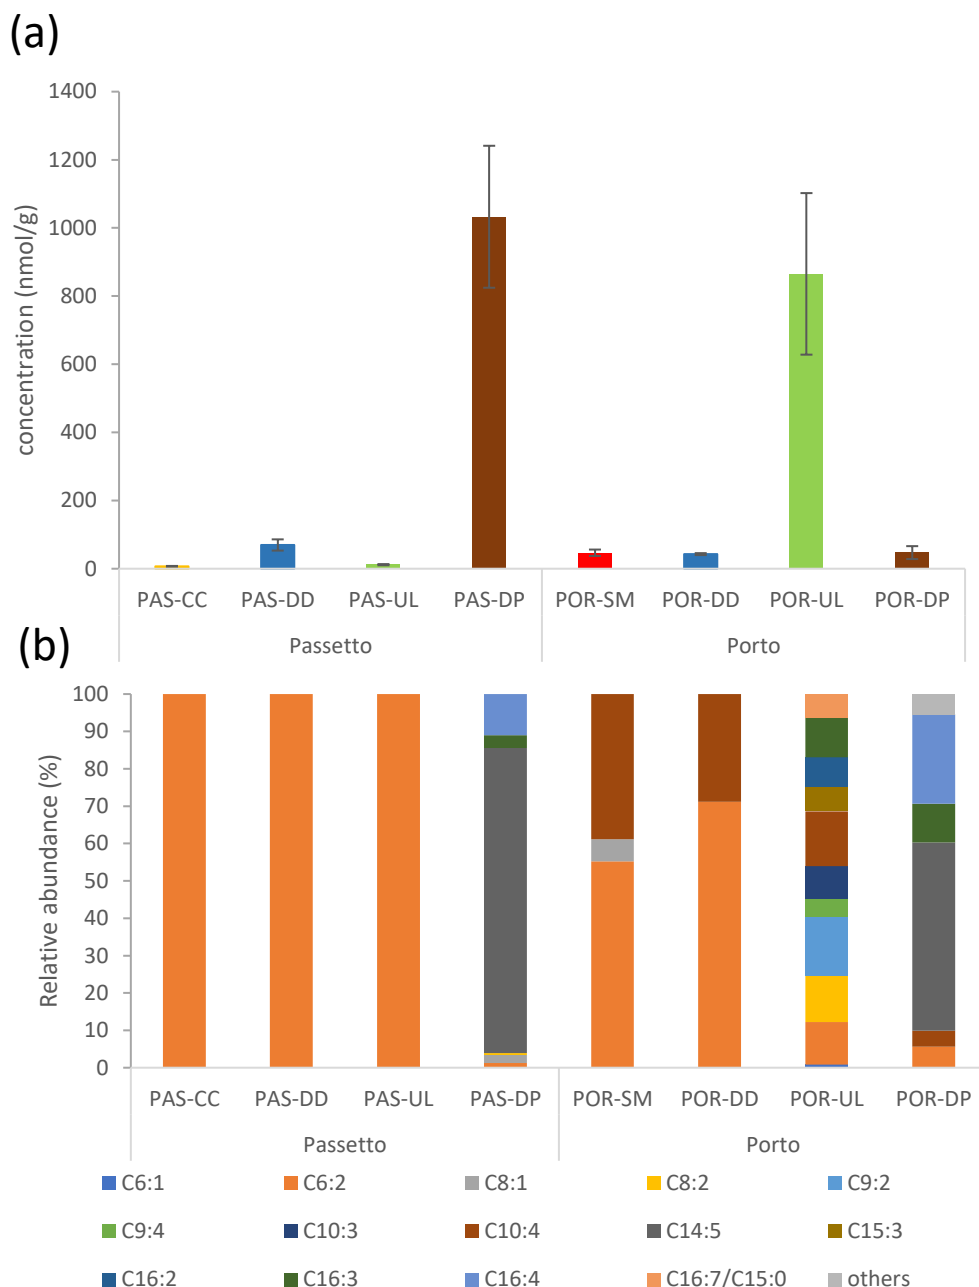 (a)
1400
1200
1000
800
600
400
200
0
concentration (nmol/g)
PAS-CC PAS-DD PAS-UL PAS-DP POR-SM POR-DD POR-UL POR-DP
Passetto Porto
(b)
100
90
80
70
60
50
40
30
20
10
0
Relative abundance (%)
PAS-CC PAS-DD PAS-UL PAS-DP POR-SM POR-DD POR-UL POR-DP
Passetto Porto
C6:1 C6:2 C8:1 C8:2 C9:2
C9:4 C10:3 C10:4 C14:5 C15:3
C16:2 C16:3 C16:4 C16:7/C15:0 others